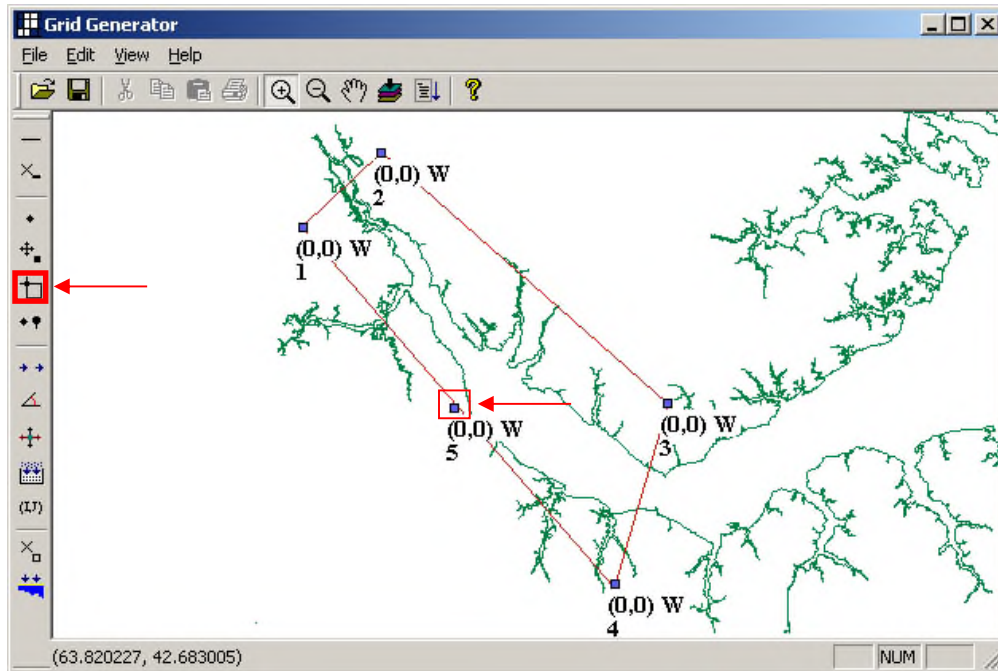 Grid Generator
File Edit View Help
(0,0) W
2
(0,0) W
1
(0,0) W
3
(0,0) W
5
(0,0) W
4
(I,J)
(63.820227, 42.683005)
NUM